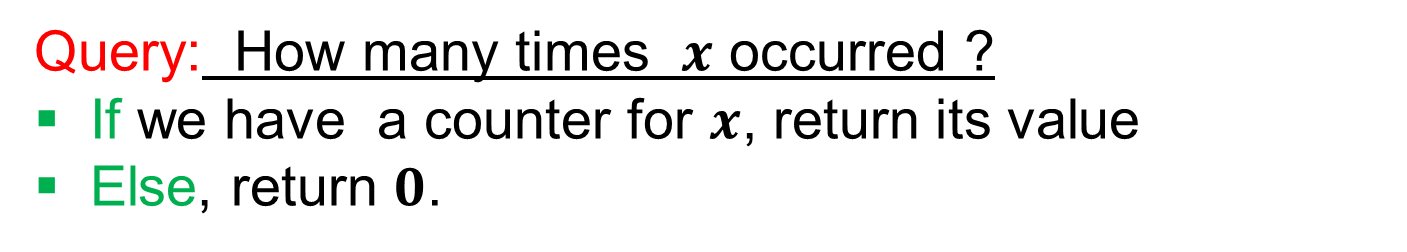 Query: How many times x occurred ?
▪ If we have a counter for x, return its value
▪ Else, return 0.